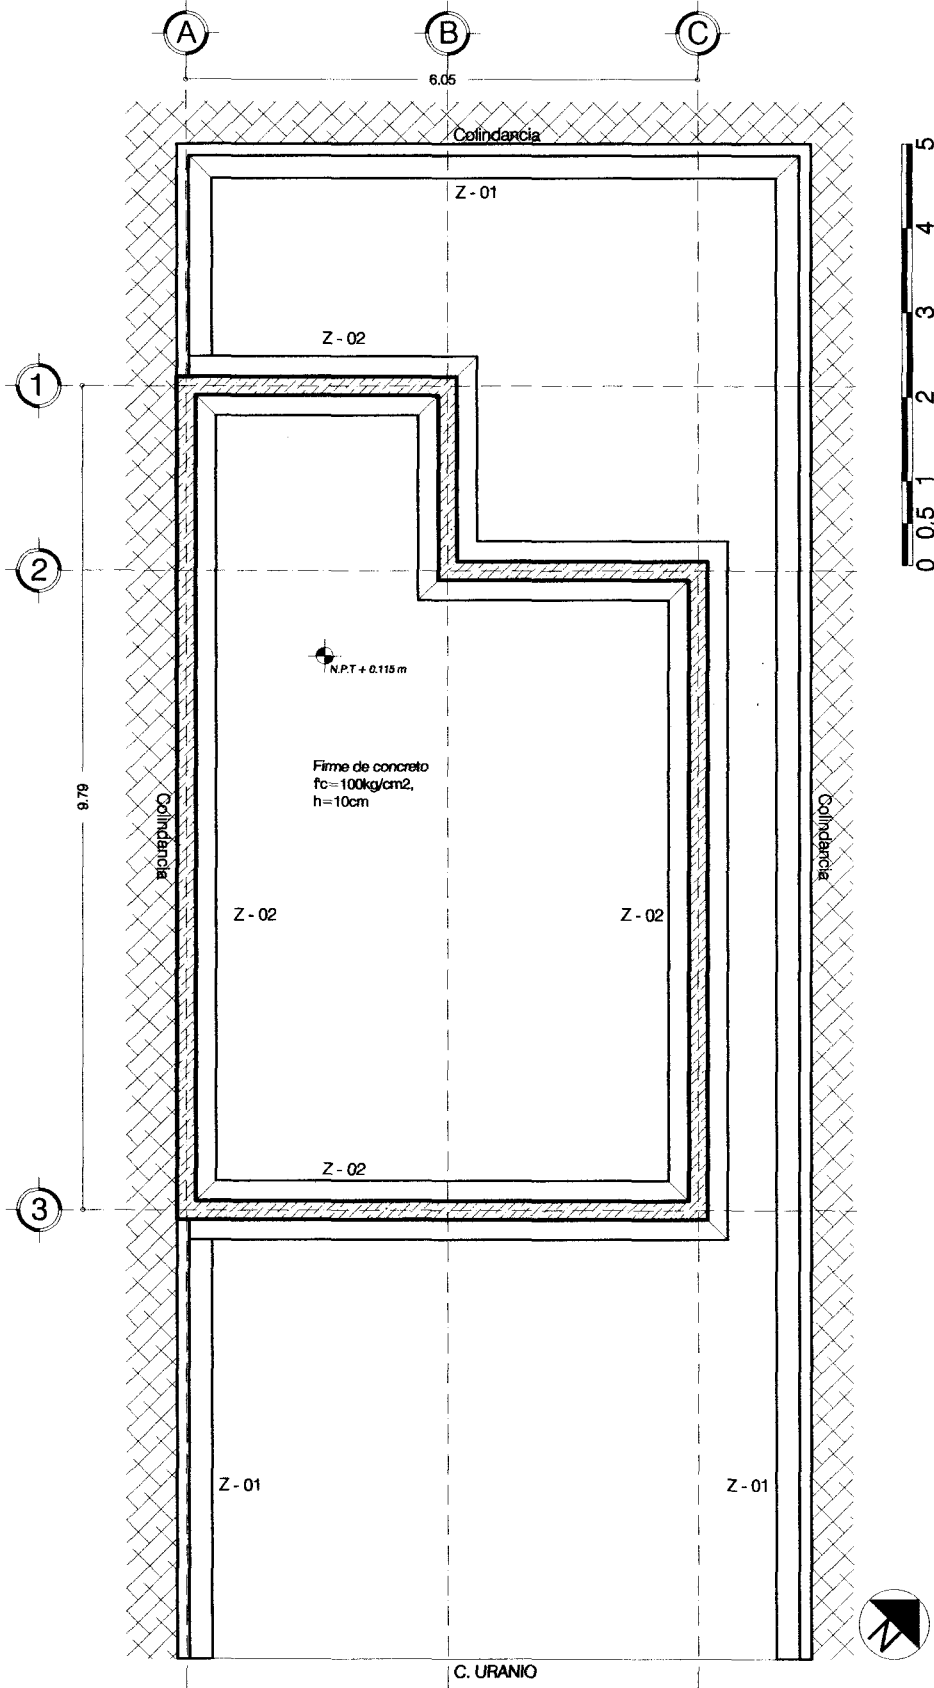 A B C
6.05
Colindancia
5
4
3
2
1
0.5
0
Z - 01
Z - 02
1
2
N.P.T + 0.115 m
Firme de concreto
f'c=100kg/cm2,
h=10cm
9.79
Colindancia
Colindancia
Z - 02
Z - 02
Z - 02
3
Z - 01
Z - 01
N
C. URANIO